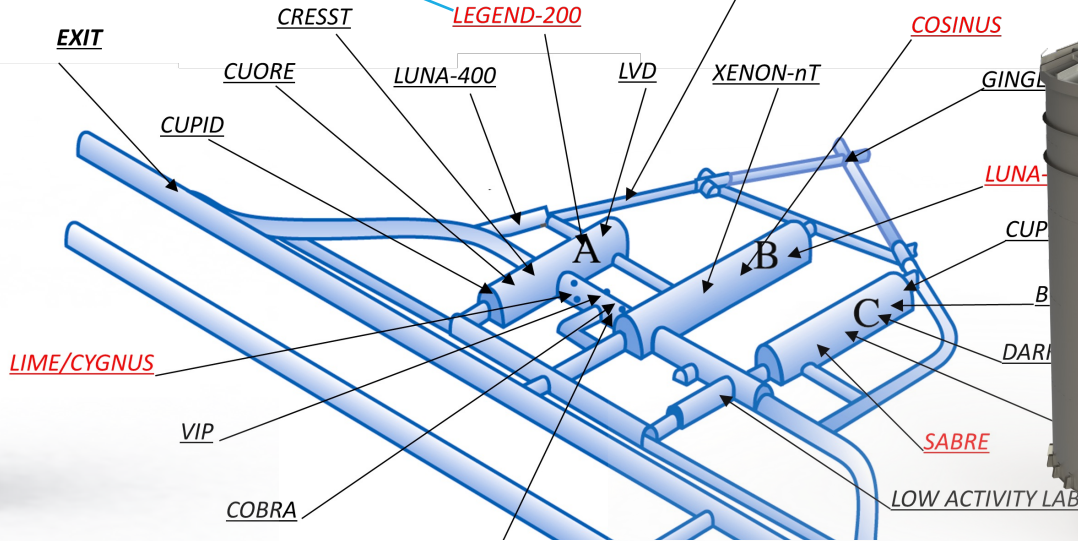 CRESST
LEGEND-200
COSINUS
EXIT
CUORE
LUNA-400
LVD
XENON-nT
CUPID
A
B
C
LIME/CYGNUS
VIP
SABRE
COBRA
LOW ACTIVITY LAB